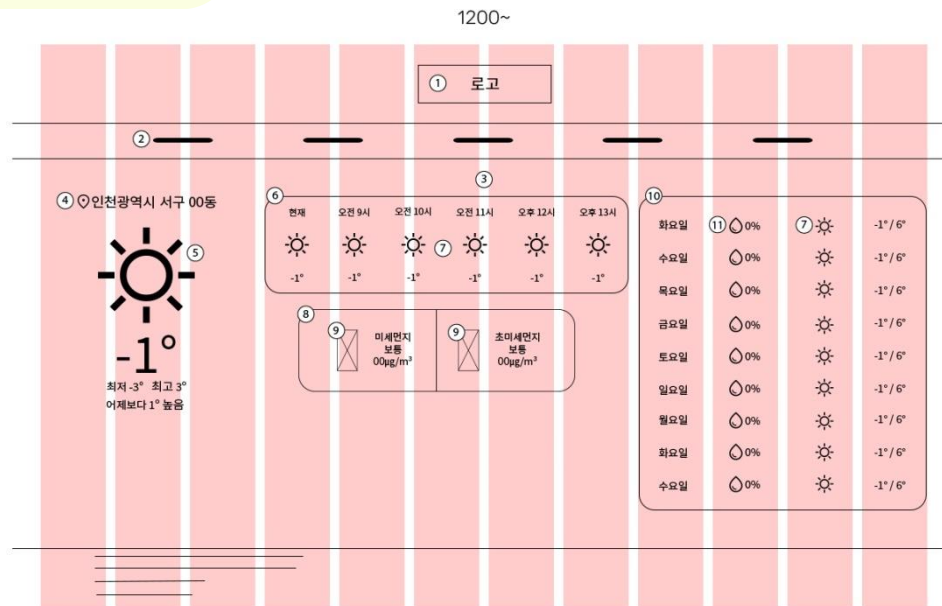 1200~
① 로고
②
③
④ 인천광역시 서구 00동
⑤
-1°
최저 -3° 최고 3°
어제보다 1° 높음
⑥
현재 오전 9시 오전 10시 오전 11시 오후 12시 오후 13시
⑦
-1° -1° -1° -1° -1° -1°
⑧
⑨ 미세먼지
보통
00μg/m³
⑨ 초미세먼지
보통
00μg/m³
⑩
화요일 ⑪ 0% ⑦ -1° / 6°
수요일 0% -1° / 6°
목요일 0% -1° / 6°
금요일 0% -1° / 6°
토요일 0% -1° / 6°
일요일 0% -1° / 6°
월요일 0% -1° / 6°
화요일 0% -1° / 6°
수요일 0% -1° / 6°